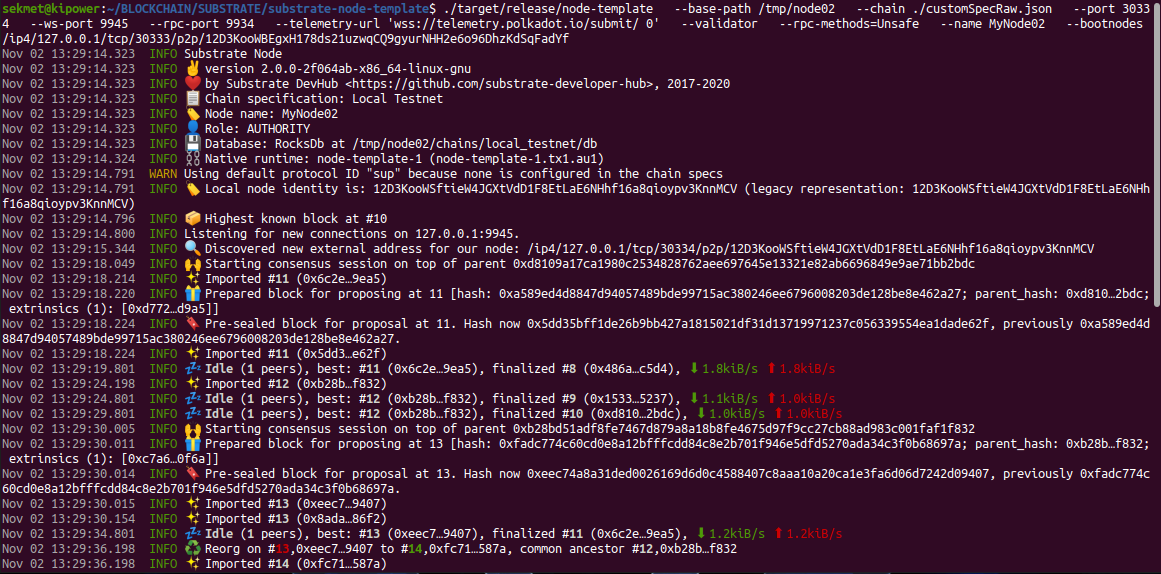 sekmet@kipower:~/BLOCKCHAIN/SUBSTRATE/substrate-node-template$ ./target/release/node-template   --base-path /tmp/node02   --chain ./customSpecRaw.json   --port 3033
4   --ws-port 9945   --rpc-port 9934   --telemetry-url 'wss://telemetry.polkadot.io/submit/ 0'   --validator   --rpc-methods=Unsafe   --name MyNode02   --bootnodes
/ip4/127.0.0.1/tcp/30333/p2p/12D3KooWBEgxH178ds21uzwqCQ9gyurNHH2e6o96DhzKdSqFadYf
Nov 02 13:29:14.323  INFO Substrate Node
Nov 02 13:29:14.323  INFO ✌️ version 2.0.0-2f064ab-x86_64-linux-gnu
Nov 02 13:29:14.323  INFO ❤️ by Substrate DevHub <https://github.com/substrate-developer-hub>, 2017-2020
Nov 02 13:29:14.323  INFO 📋 Chain specification: Local Testnet
Nov 02 13:29:14.323  INFO 🏷 Node name: MyNode02
Nov 02 13:29:14.323  INFO 👤 Role: AUTHORITY
Nov 02 13:29:14.323  INFO 💾 Database: RocksDb at /tmp/node02/chains/local_testnet/db
Nov 02 13:29:14.324  INFO ⛓ Native runtime: node-template-1 (node-template-1.tx1.au1)
Nov 02 13:29:14.791  WARN Using default protocol ID "sup" because none is configured in the chain specs
Nov 02 13:29:14.791  INFO 🏷 Local node identity is: 12D3KooWSftieW4JGXtVdD1F8EtLaE6NHhf16a8qioypv3KnnMCV (legacy representation: 12D3KooWSftieW4JGXtVdD1F8EtLaE6NHh
f16a8qioypv3KnnMCV)
Nov 02 13:29:14.796  INFO 📦 Highest known block at #10
Nov 02 13:29:14.800  INFO Listening for new connections on 127.0.0.1:9945.
Nov 02 13:29:15.344  INFO 🔍 Discovered new external address for our node: /ip4/127.0.0.1/tcp/30334/p2p/12D3KooWSftieW4JGXtVdD1F8EtLaE6NHhf16a8qioypv3KnnMCV
Nov 02 13:29:18.049  INFO 🙌 Starting consensus session on top of parent 0xd8109a17ca1980c2534828762aee697645e13321e82ab6696849e9ae71bb2bdc
Nov 02 13:29:18.214  INFO ✨ Imported #11 (0x6c2e…9ea5)
Nov 02 13:29:18.220  INFO 🎁 Prepared block for proposing at 11 [hash: 0xa589ed4d8847d94057489bde99715ac380246ee6796008203de128be8e462a27; parent_hash: 0xd810…2bdc;
 extrinsics (1): [0xd772…d9a5]]
Nov 02 13:29:18.224  INFO 🔖 Pre-sealed block for proposal at 11. Hash now 0x5dd35bff1de26b9bb427a1815021df31d13719971237c056339554ea1dade62f, previously 0xa589ed4d
8847d94057489bde99715ac380246ee6796008203de128be8e462a27.
Nov 02 13:29:18.224  INFO ✨ Imported #11 (0x5dd3…e62f)
Nov 02 13:29:19.801  INFO 💤 Idle (1 peers), best: #11 (0x6c2e…9ea5), finalized #8 (0x486a…c5d4), ⬇ 1.8kiB/s ⬆ 1.8kiB/s
Nov 02 13:29:24.198  INFO ✨ Imported #12 (0xb28b…f832)
Nov 02 13:29:24.801  INFO 💤 Idle (1 peers), best: #12 (0xb28b…f832), finalized #9 (0x1533…5237), ⬇ 1.1kiB/s ⬆ 1.0kiB/s
Nov 02 13:29:29.801  INFO 💤 Idle (1 peers), best: #12 (0xb28b…f832), finalized #10 (0xd810…2bdc), ⬇ 1.0kiB/s ⬆ 1.0kiB/s
Nov 02 13:29:30.005  INFO 🙌 Starting consensus session on top of parent 0xb28bd51adf8fe7467d879a8a18b8fe4675d97f9cc27cb88ad983c001faf1f832
Nov 02 13:29:30.011  INFO 🎁 Prepared block for proposing at 13 [hash: 0xfadc774c60cd0e8a12bfffcdd84c8e2b701f946e5dfd5270ada34c3f0b68697a; parent_hash: 0xb28b…f832;
 extrinsics (1): [0xc7a6…0f6a]]
Nov 02 13:29:30.014  INFO 🔖 Pre-sealed block for proposal at 13. Hash now 0xeec74a8a31ded0026169d6d0c4588407c8aaa10a20ca1e3fa6d06d7242d09407, previously 0xfadc774c
60cd0e8a12bfffcdd84c8e2b701f946e5dfd5270ada34c3f0b68697a.
Nov 02 13:29:30.015  INFO ✨ Imported #13 (0xeec7…9407)
Nov 02 13:29:30.154  INFO ✨ Imported #13 (0x8ada…86f2)
Nov 02 13:29:34.801  INFO 💤 Idle (1 peers), best: #13 (0xeec7…9407), finalized #11 (0x6c2e…9ea5), ⬇ 1.2kiB/s ⬆ 1.2kiB/s
Nov 02 13:29:36.198  INFO ♻️ Reorg on #13,0xeec7…9407 to #14,0xfc71…587a, common ancestor #12,0xb28b…f832
Nov 02 13:29:36.198  INFO ✨ Imported #14 (0xfc71…587a)